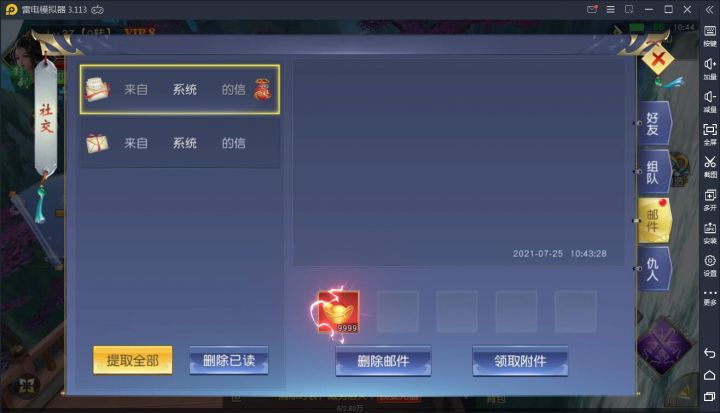 雷电模拟器 3.113
10:44
VIP 8
社交
来自 系统 的信
来自 系统 的信
2021-07-25 10:43:28
9999
提取全部
删除已读
删除邮件
领取附件
好友
组队
邮件
仇人
按键
加量
减量
全屏
截图
多开
安装
设置
更多